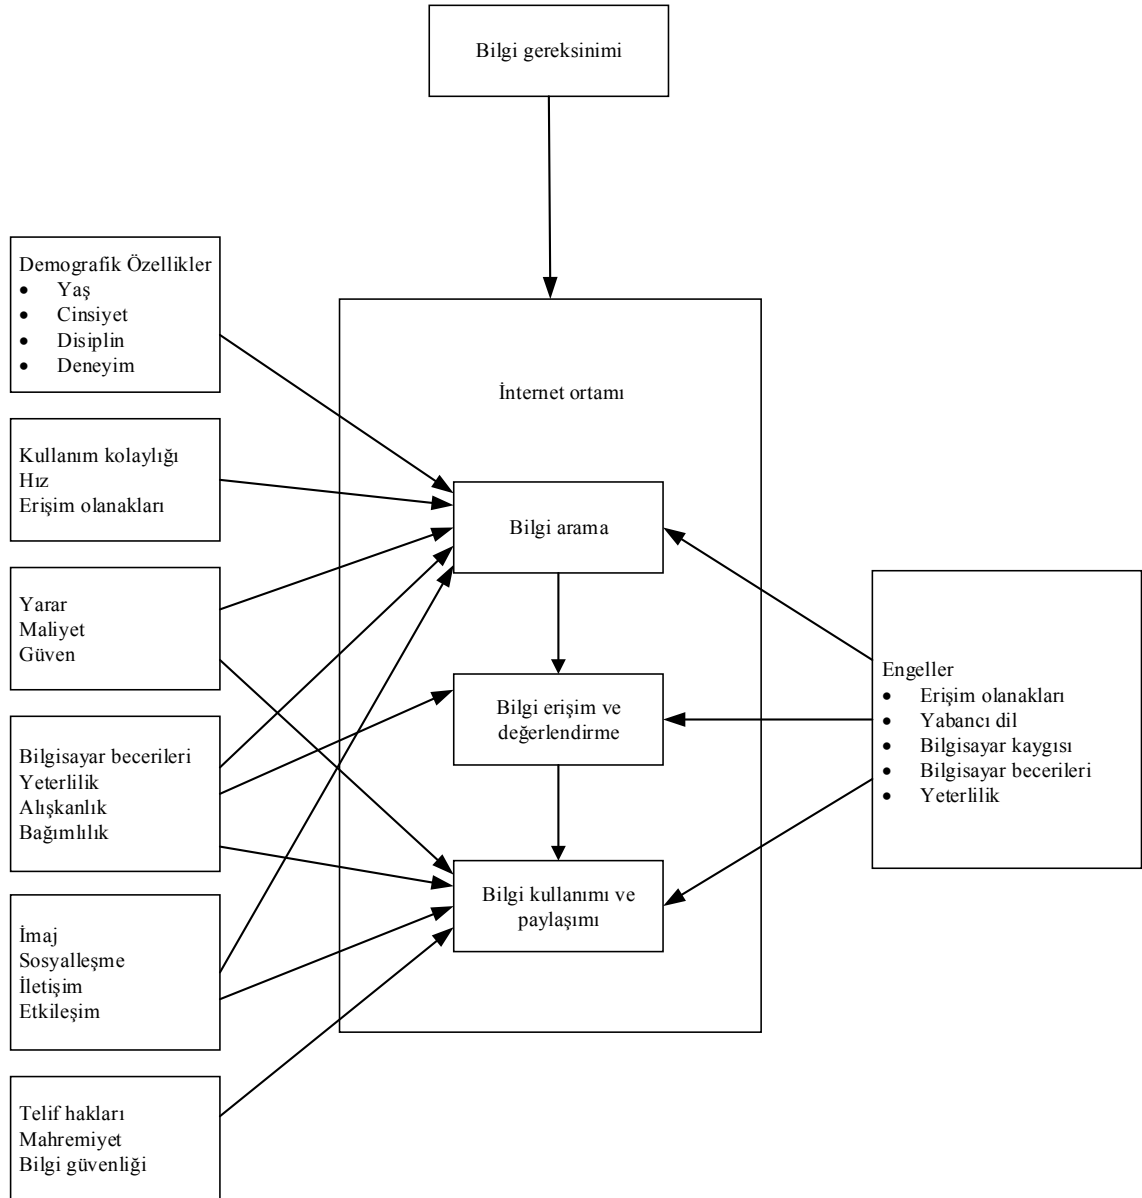 Bilgi gereksinimi
Demografik Özellikler
• Yaş
• Cinsiyet
• Disiplin
• Deneyim
Kullanım kolaylığı
Hız
Erişim olanakları
Yarar
Maliyet
Güven
Bilgisayar becerileri
Yeterlilik
Alışkanlık
Bağımlılık
İmaj
Sosyalleşme
İletişim
Etkileşim
Telif hakları
Mahremiyet
Bilgi güvenliği
İnternet ortamı
Bilgi arama
Bilgi erişim ve
değerlendirme
Bilgi kullanımı ve
paylaşımı
Engeller
• Erişim olanakları
• Yabancı dil
• Bilgisayar kaygısı
• Bilgisayar becerileri
• Yeterlilik